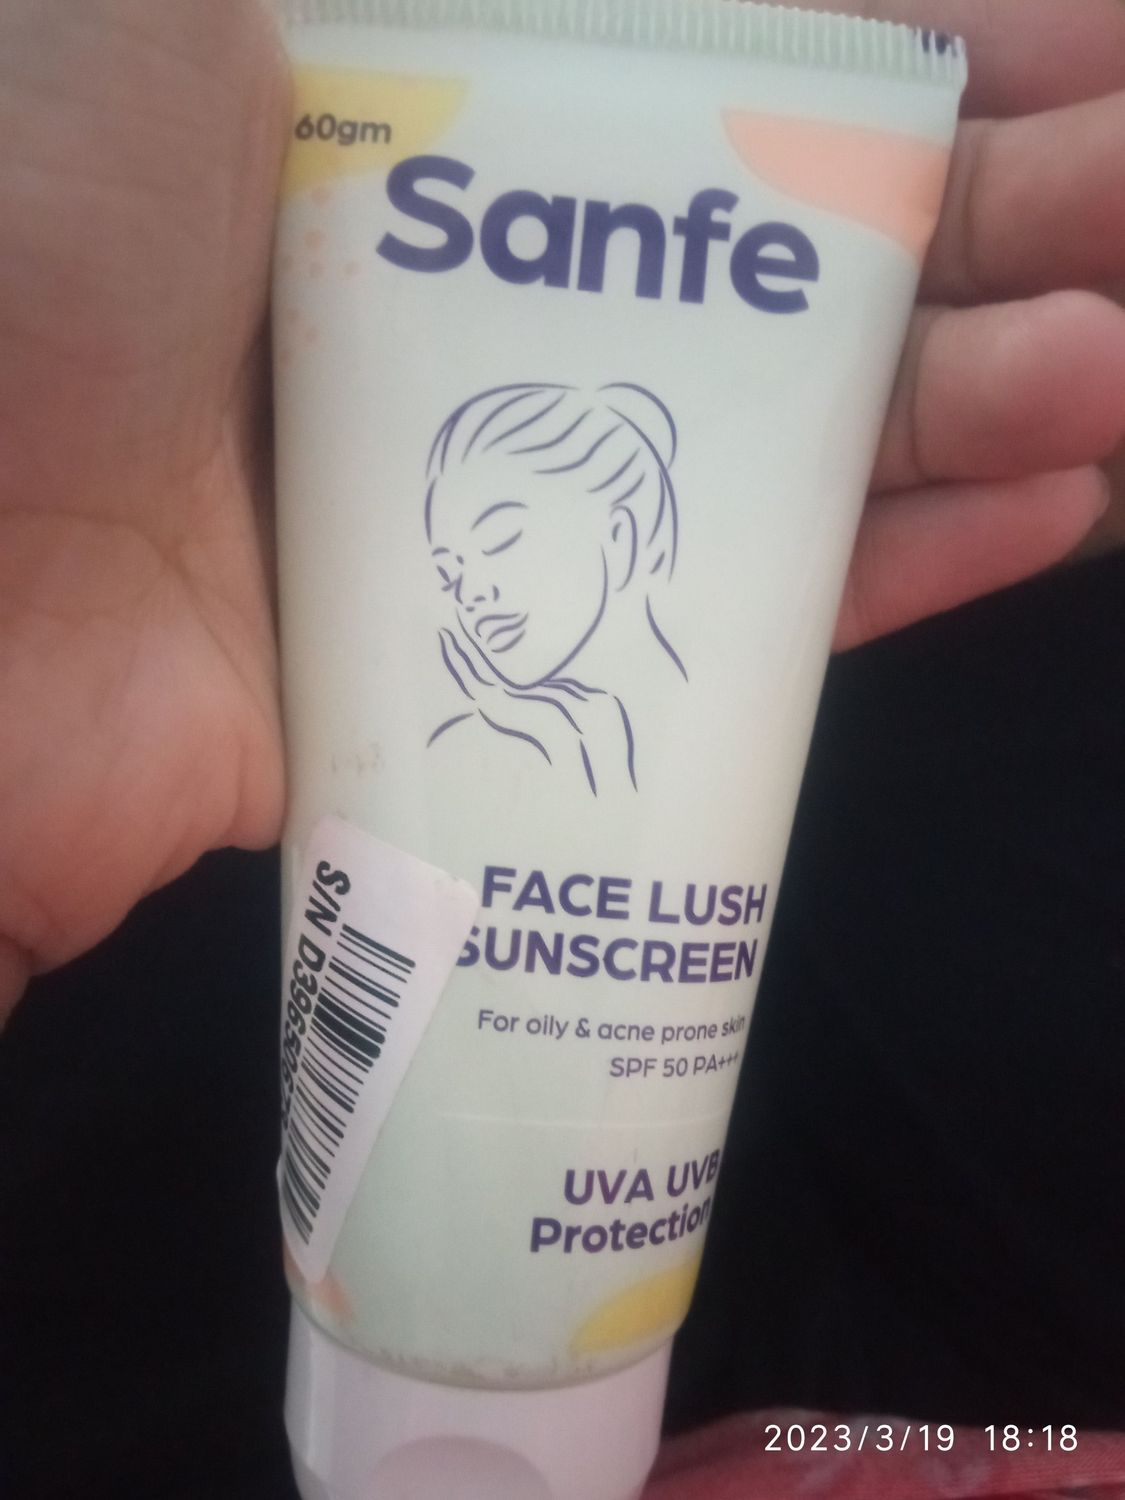 60gm
Sanfe
FACE LUSH
SUNSCREEN
For oily & acne prone skin
SPF 50 PA+++
UVA UVB
Protection
S/N
2023/3/19 18:18